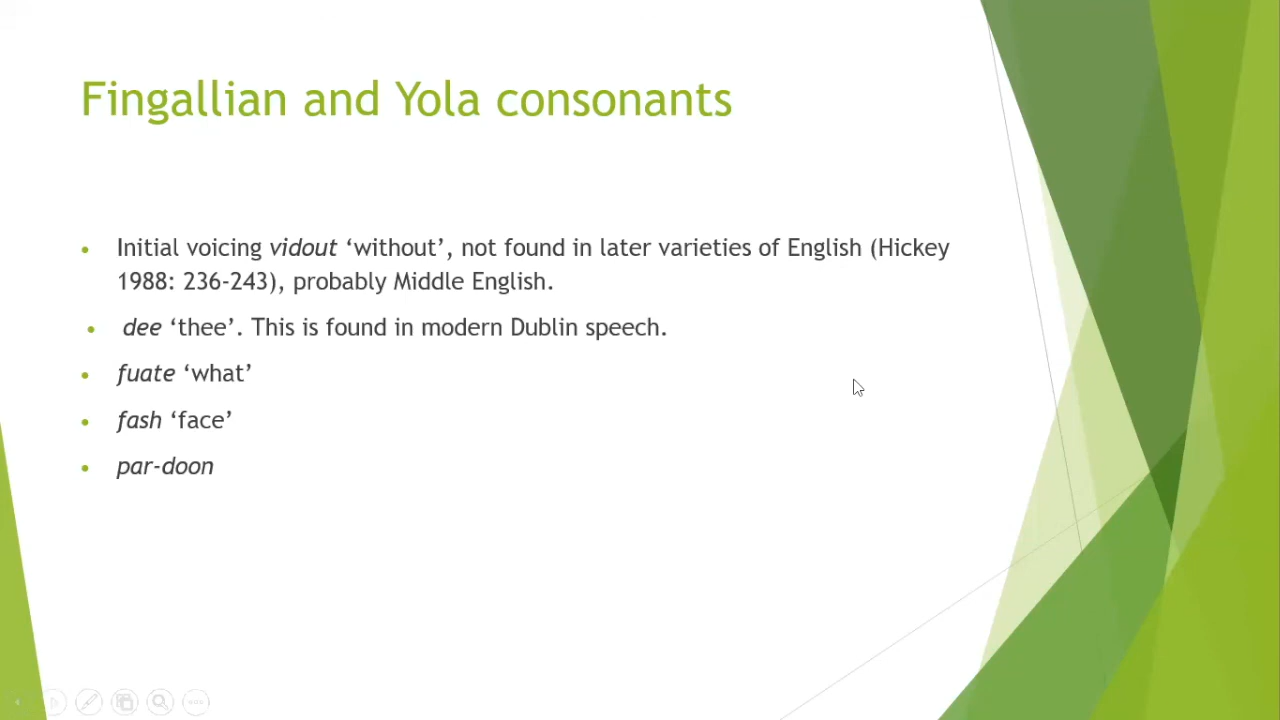 Fingallian and Yola consonants
• Initial voicing vidout ‘without’, not found in later varieties of English (Hickey
1988: 236-243), probably Middle English.
• dee ‘thee’. This is found in modern Dublin speech.
• fuate ‘what’
• fash ‘face’
• par-doon